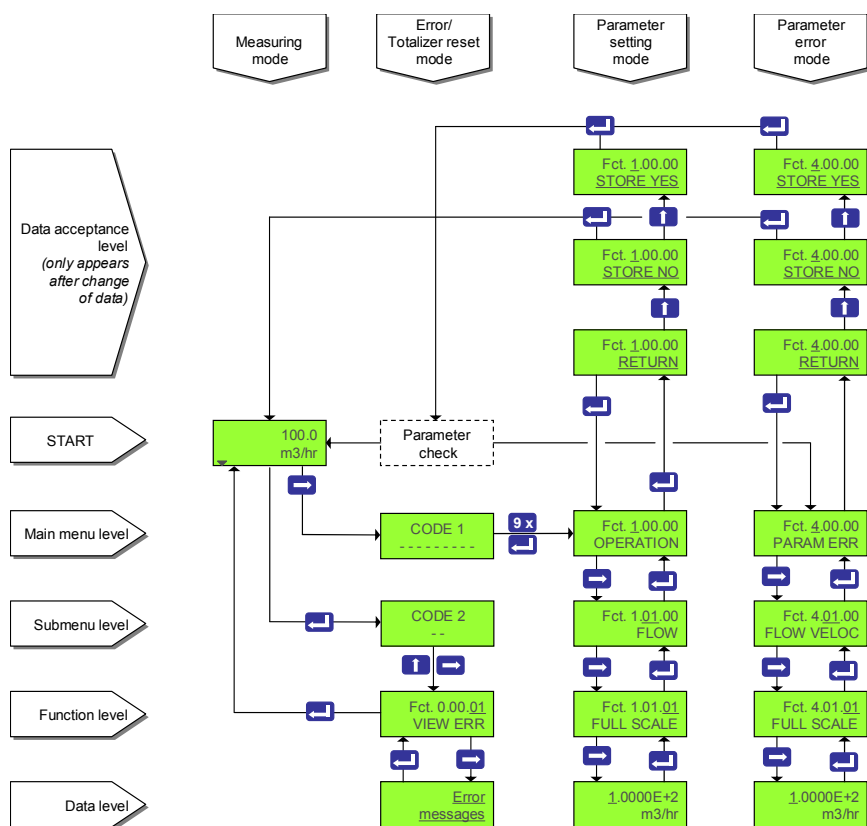 Measuring
mode
Error/
Totalizer reset
mode
Parameter
setting
mode
Parameter
error
mode
Data acceptance
level
(only appears
after change
of data)
Fct. 1.00.00
STORE YES
Fct. 4.00.00
STORE YES
Fct. 1.00.00
STORE NO
Fct. 4.00.00
STORE NO
Fct. 1.00.00
RETURN
Fct. 4.00.00
RETURN
START
100.0
m3/hr
Parameter
check
Main menu level
CODE 1
- - - - - - - - -
9 x
Fct. 1.00.00
OPERATION
Fct. 4.00.00
PARAM ERR
Submenu level
CODE 2
- -
Fct. 1.01.00
FLOW
Fct. 4.01.00
FLOW VELOC
Function level
Fct. 0.00.01
VIEW ERR
Fct. 1.01.01
FULL SCALE
Fct. 4.01.01
FULL SCALE
Data level
Error
messages
1.0000E+2
m3/hr
1.0000E+2
m3/hr